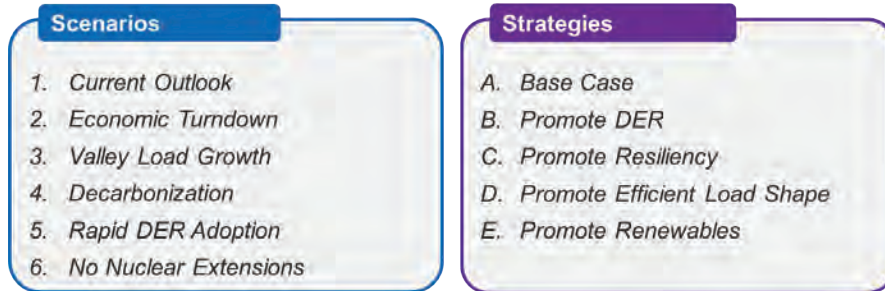 Scenarios
1. Current Outlook
2. Economic Turndown
3. Valley Load Growth
4. Decarbonization
5. Rapid DER Adoption
6. No Nuclear Extensions
Strategies
A. Base Case
B. Promote DER
C. Promote Resiliency
D. Promote Efficient Load Shape
E. Promote Renewables